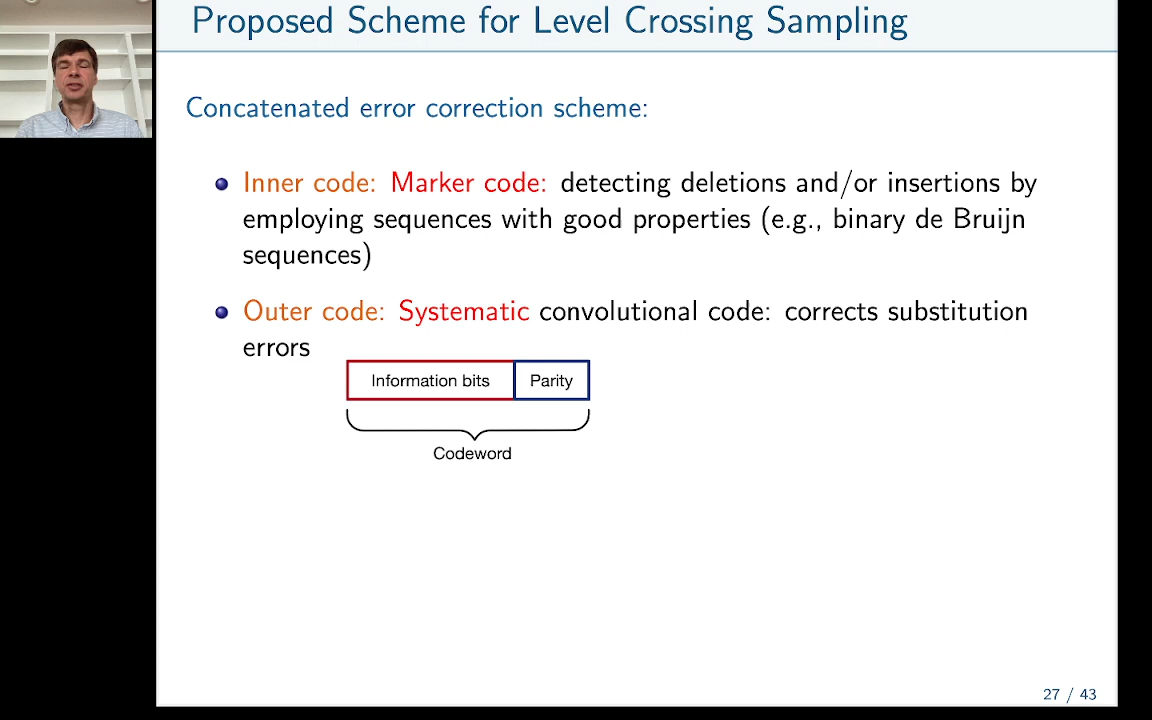 Proposed Scheme for Level Crossing Sampling
Concatenated error correction scheme:
Inner code: Marker code: detecting deletions and/or insertions by
employing sequences with good properties (e.g., binary de Bruijn
sequences)
Outer code: Systematic convolutional code: corrects substitution
errors
Information bits Parity
Codeword
27 / 43